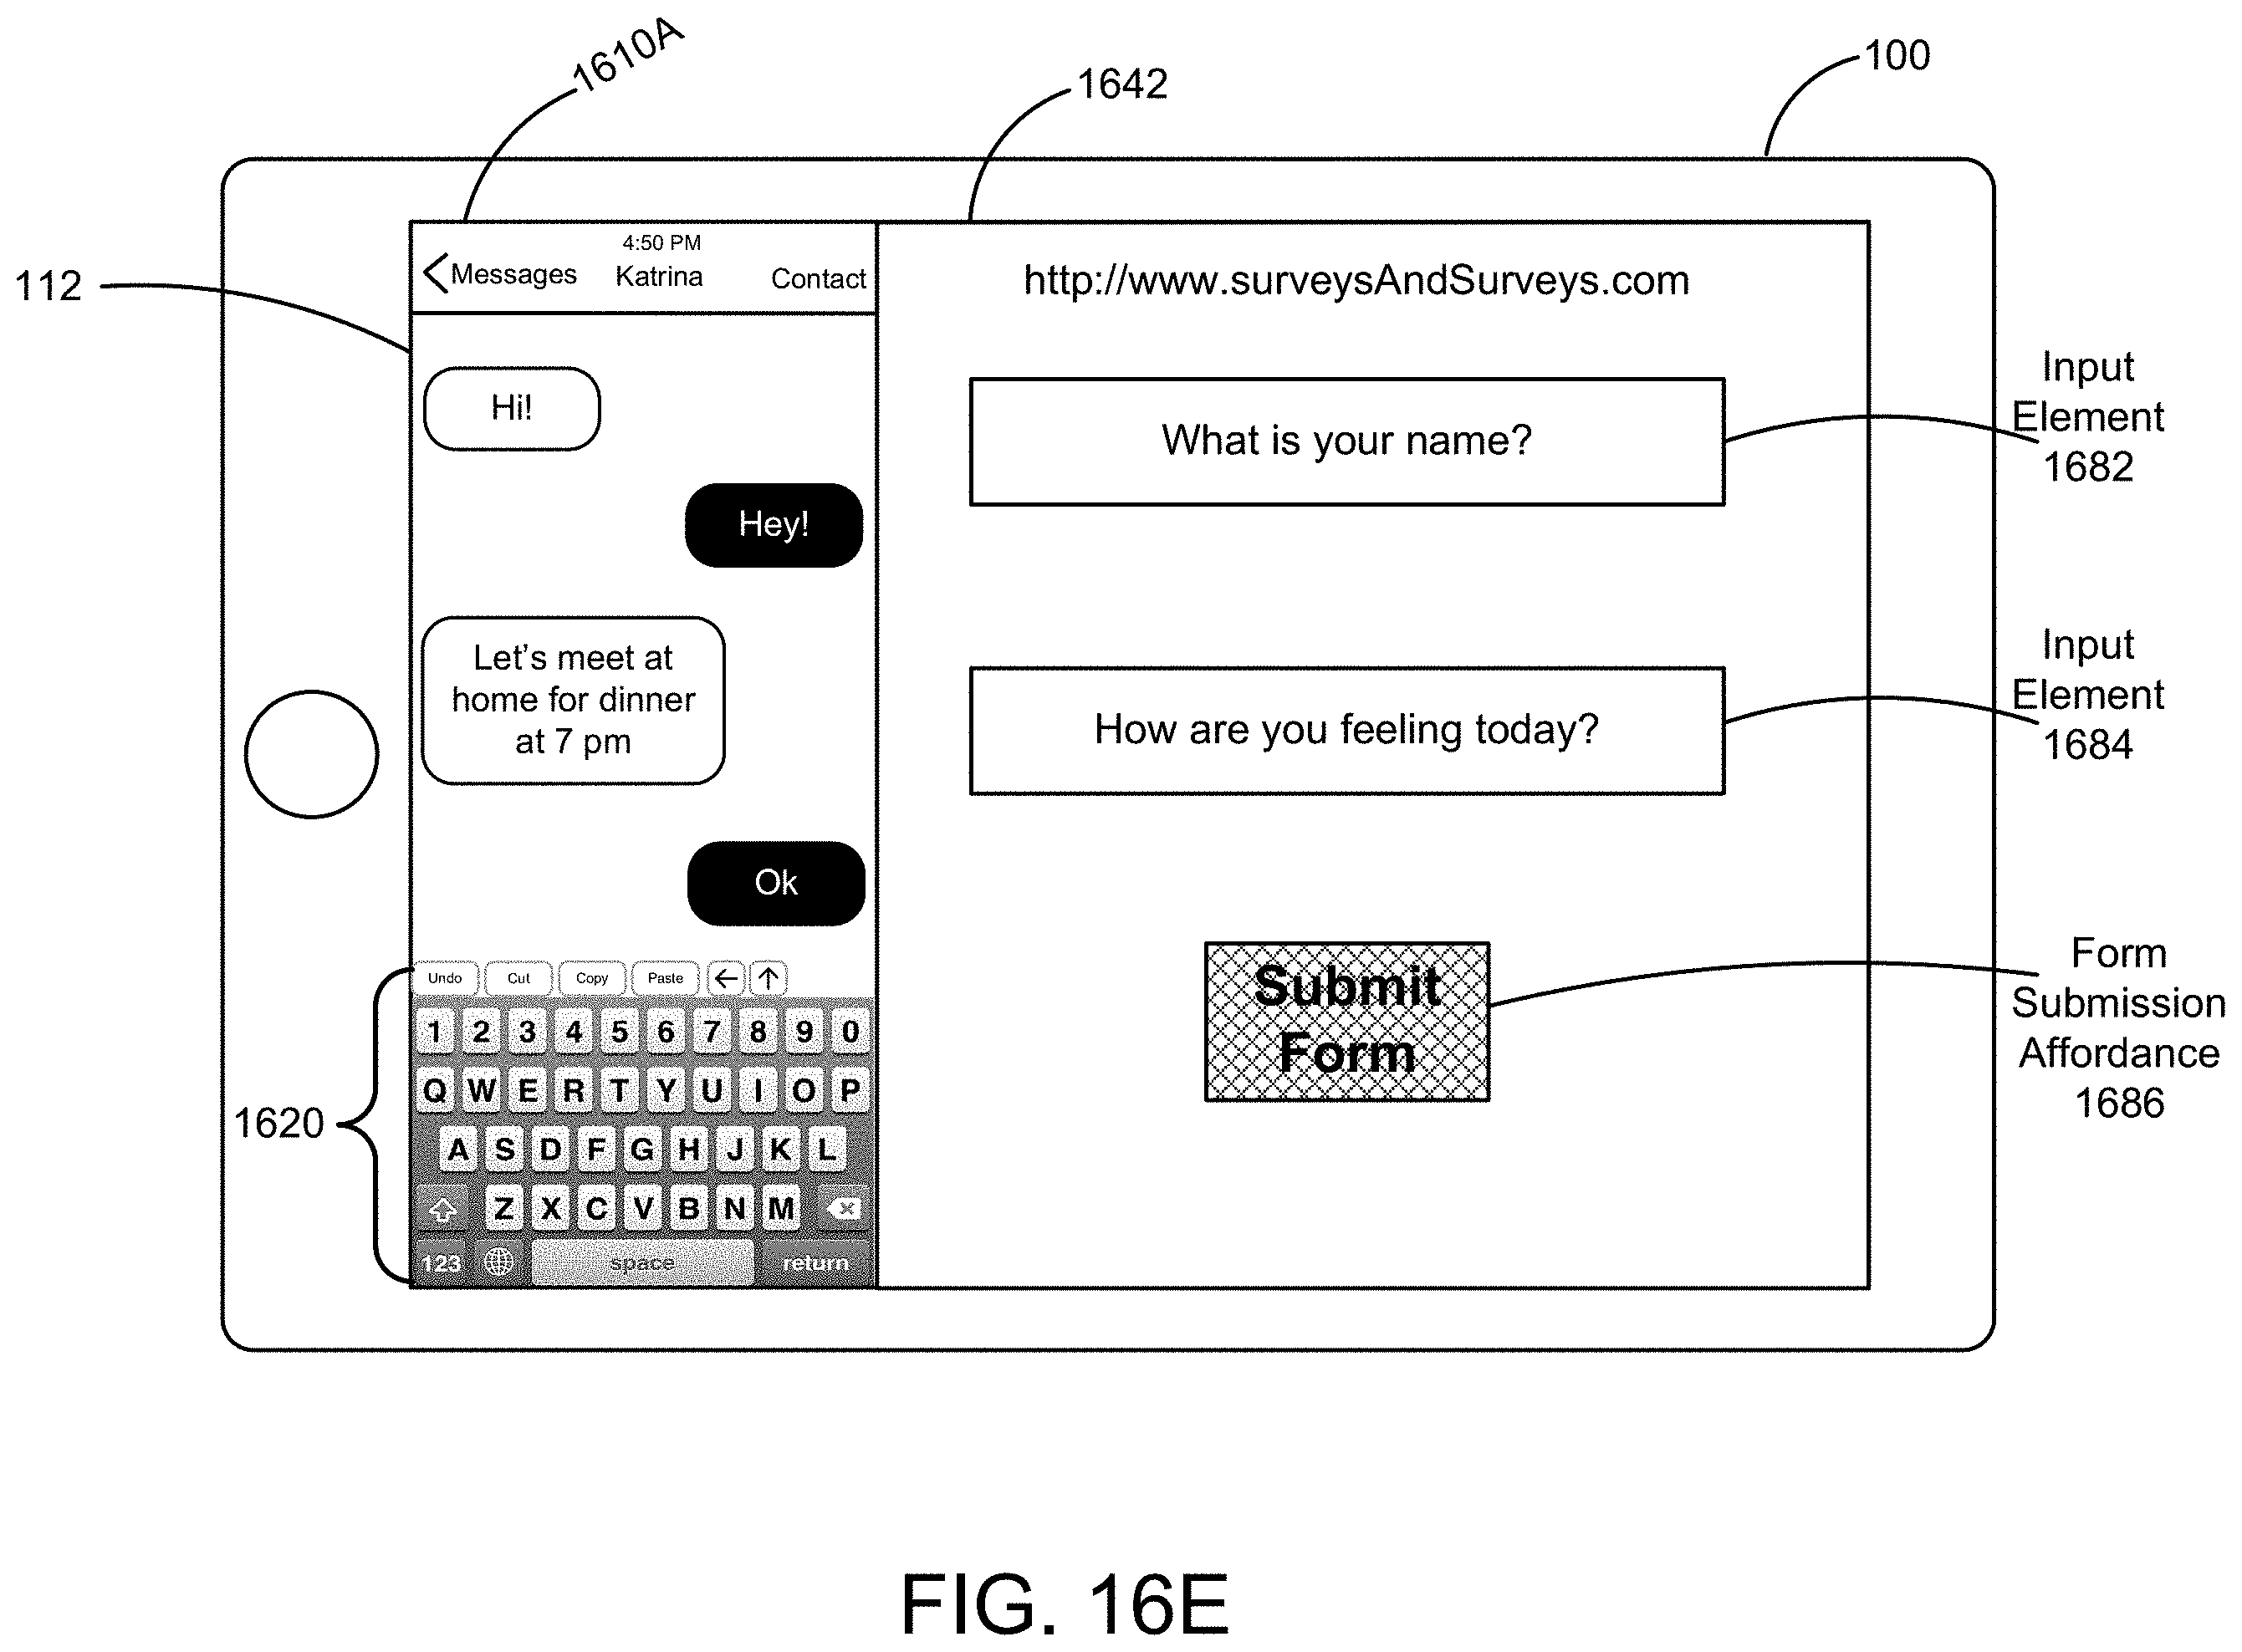 1610A
1642
100
112
4:50 PM
Messages Katrina Contact
Hi!
Hey!
Let's meet at
home for dinner
at 7 pm
Ok
Undo Cut Copy Paste ← ↑
1 2 3 4 5 6 7 8 9 0
Q W E R T Y U I O P
A S D F G H J K L
Z X C V B N M
123 space return
1620
http://www.surveysAndSurveys.com
What is your name?
How are you feeling today?
Submit
Form
Input
Element
1682
Input
Element
1684
Form
Submission
Affordance
1686
FIG. 16E